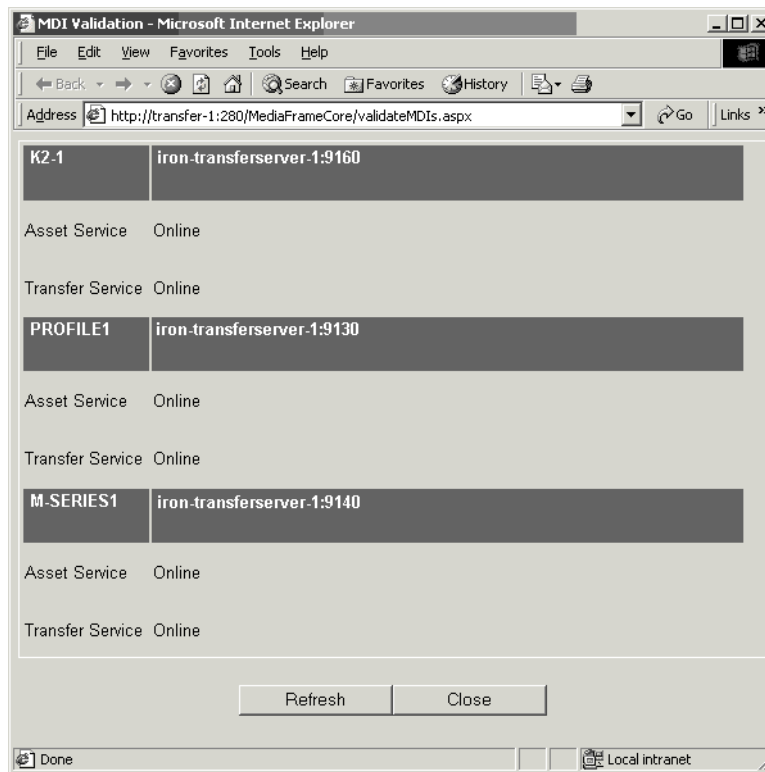 MDI Validation - Microsoft Internet Explorer
File Edit View Favorites Tools Help
Back Search Favorites History
Address http://transfer-1:280/MediaFrameCore/validateMDIs.aspx Go Links »
K2-1 iron-transferserver-1:9160
Asset Service Online
Transfer Service Online
PROFILE1 iron-transferserver-1:9130
Asset Service Online
Transfer Service Online
M-SERIES1 iron-transferserver-1:9140
Asset Service Online
Transfer Service Online
Refresh Close
Done Local intranet